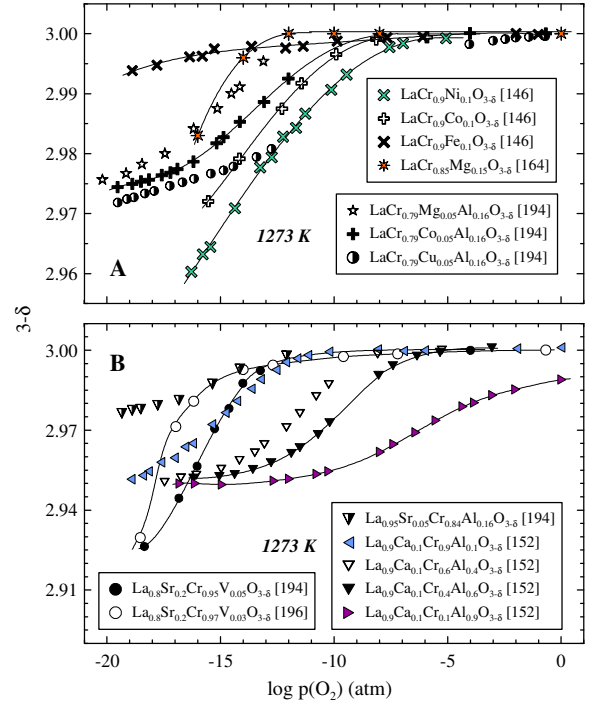 3.00
2.99
2.98
2.97
2.96
LaCr0.9Ni0.1O3-δ [146]
LaCr0.9Co0.1O3-δ [146]
LaCr0.9Fe0.1O3-δ [146]
LaCr0.85Mg0.15O3-δ [164]
LaCr0.79Mg0.05Al0.16O3-δ [194]
LaCr0.79Co0.05Al0.16O3-δ [194]
LaCr0.79Cu0.05Al0.16O3-δ [194]
1273 K
A
3-δ
B
3.00
2.97
2.94
2.91
1273 K
La0.95Sr0.05Cr0.84Al0.16O3-δ [194]
La0.9Ca0.1Cr0.9Al0.1O3-δ [152]
La0.9Ca0.1Cr0.6Al0.4O3-δ [152]
La0.9Ca0.1Cr0.4Al0.6O3-δ [152]
La0.9Ca0.1Cr0.1Al0.9O3-δ [152]
La0.8Sr0.2Cr0.95V0.05O3-δ [194]
La0.8Sr0.2Cr0.97V0.03O3-δ [196]
-20 -15 -10 -5 0
log p(O2) (atm)